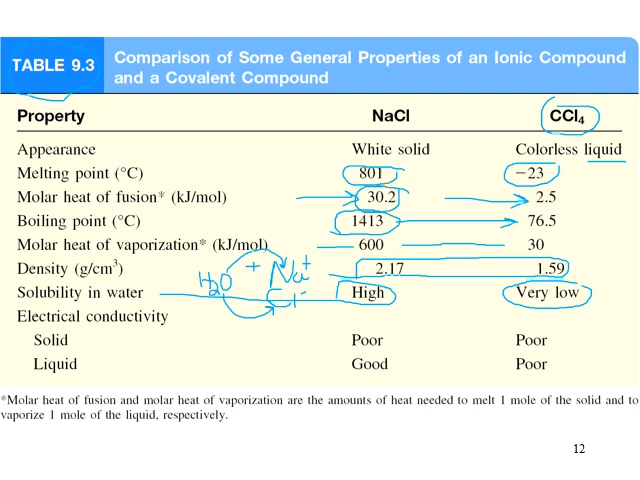 TABLE 9.3
Comparison of Some General Properties of an Ionic Compound
and a Covalent Compound
Property NaCl CCl₄
Appearance White solid Colorless liquid
Melting point (°C) 801 −23
Molar heat of fusion* (kJ/mol) 30.2 2.5
Boiling point (°C) 1413 76.5
Molar heat of vaporization* (kJ/mol) 600 30
Density (g/cm³) 2.17 1.59
H₂O + Na⁺
Cl⁻
Solubility in water High Very low
Electrical conductivity
Solid Poor Poor
Liquid Good Poor
*Molar heat of fusion and molar heat of vaporization are the amounts of heat needed to melt 1 mole of the solid and to
vaporize 1 mole of the liquid, respectively.
12